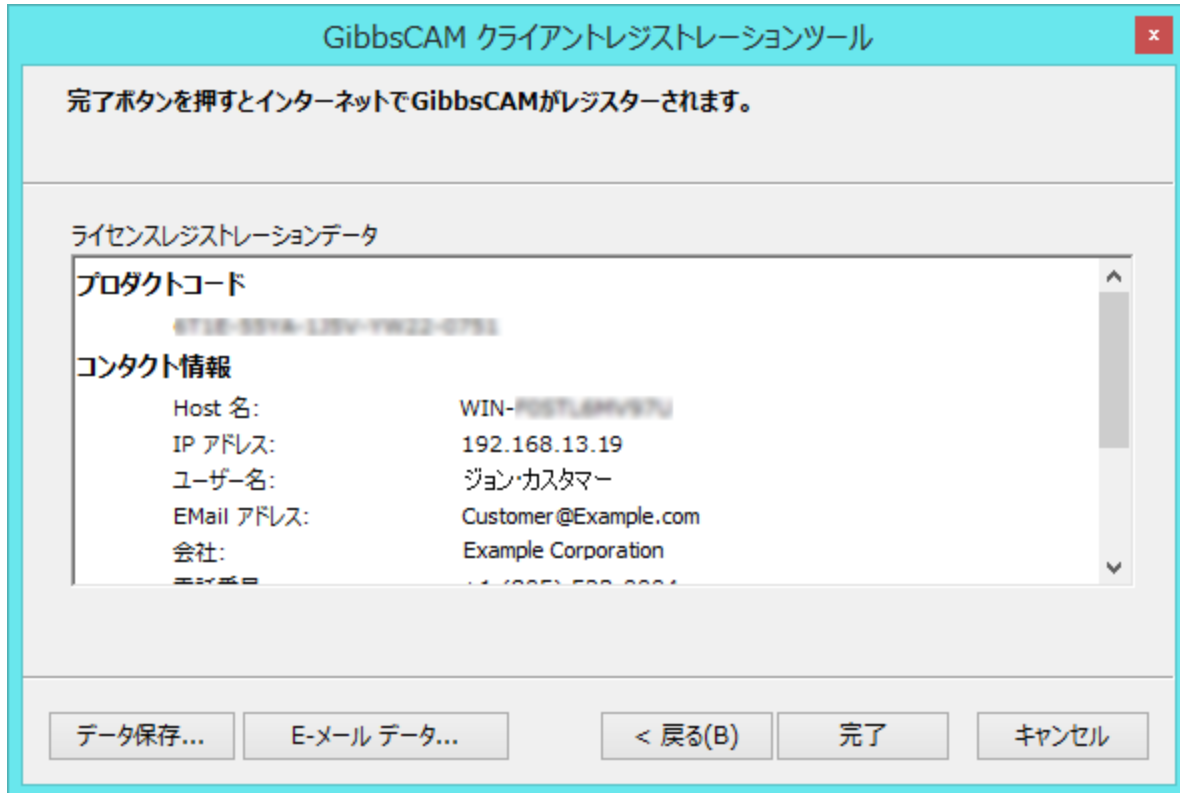 GibbsCAM クライアントレジストレーションツール
x
完了ボタンを押すとインターネットでGibbsCAMがレジスターされます。
ライセンスレジストレーションデータ
プロダクトコード
コンタクト情報
Host 名: WIN-
IP アドレス: 192.168.13.19
ユーザー名: ジョン・カスタマー
EMail アドレス: Customer@Example.com
会社: Example Corporation
データ保存... E-メール データ... < 戻る(B) 完了 キャンセル